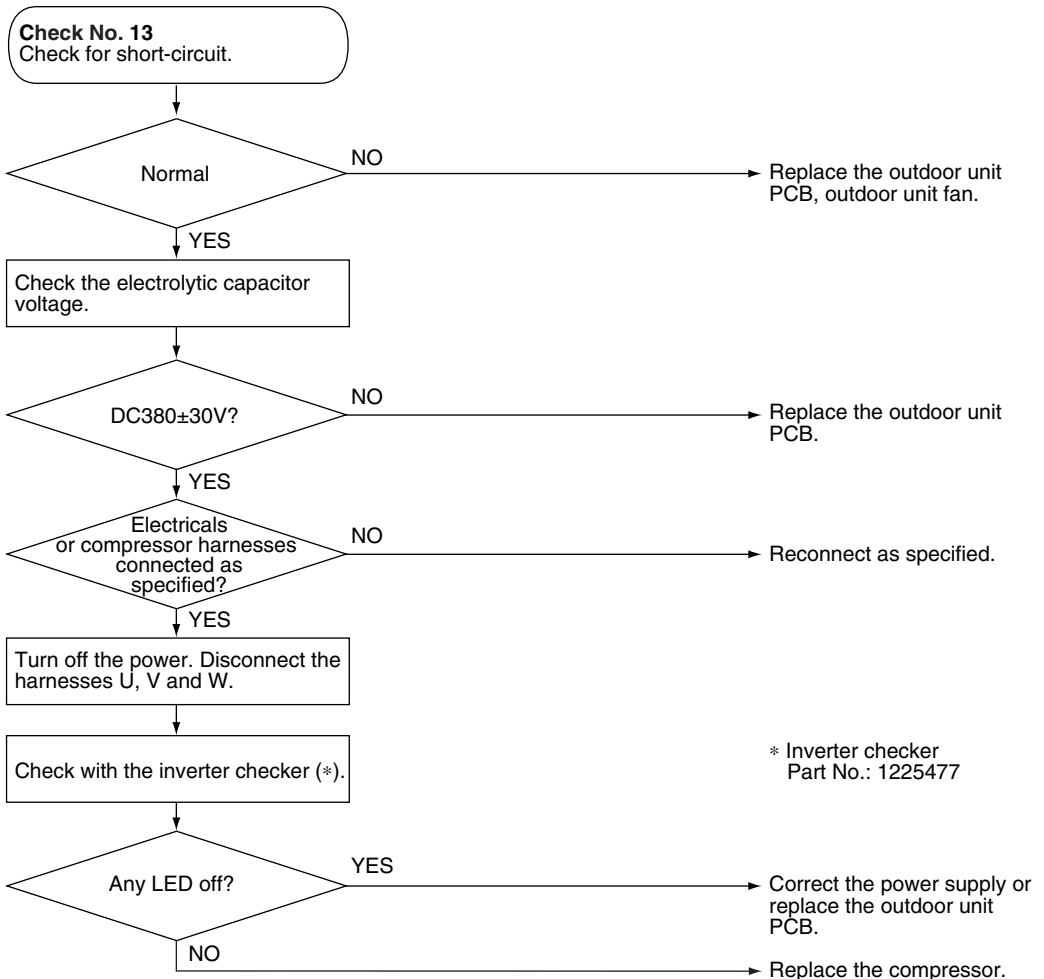 Check No. 13
Check for short-circuit.
Normal
NO
Replace the outdoor unit
PCB, outdoor unit fan.
YES
Check the electrolytic capacitor
voltage.
DC380±30V?
NO
Replace the outdoor unit
PCB.
YES
Electricals
or compressor harnesses
connected as
specified?
NO
Reconnect as specified.
YES
Turn off the power. Disconnect the
harnesses U, V and W.
Check with the inverter checker (*).
* Inverter checker
Part No.: 1225477
Any LED off?
YES
Correct the power supply or
replace the outdoor unit
PCB.
NO
Replace the compressor.